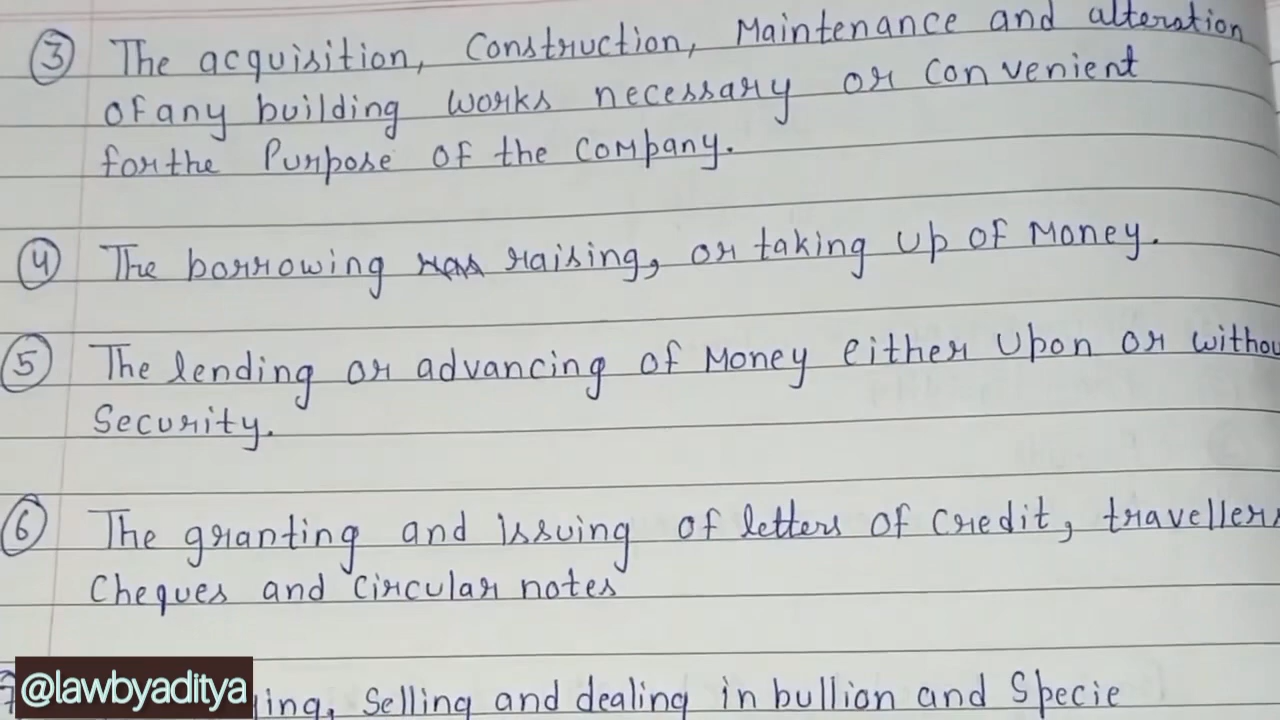 ③ The acquisition, Construction, Maintenance and alteration
of any building works necessary or convenient
for the Purpose of the company.
④ The borrowing raising, or taking up of Money.
⑤ The lending or advancing of Money either Upon or withou
Security.
⑥ The granting and issuing of letters of credit, travellers
Cheques and circular notes
@lawbyaditya
ing, Selling and dealing in bullion and Specie